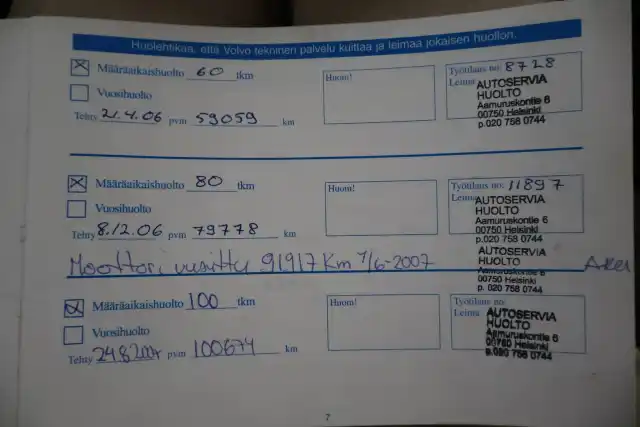 Huolehtikaa, että Volvo tekninen palvelu kuittaa ja leimaa jokaisen huollon.
Määräaikaishuolto 60 tkm
Huom!
Työtilaus no: 8728
Vuosihuolto
Leima
AUTOSERVIA
HUOLTO
Aamuruskontie 6
00750 Helsinki
p.020 758 0744
Tehty 21.4.06 pvm 59059 km
Määräaikaishuolto 80 tkm
Huom!
Työtilaus no: 11897
Vuosihuolto
Leima
AUTOSERVIA
HUOLTO
Aamuruskontie 6
00750 Helsinki
p.020 758 0744
Tehty 8.12.06 pvm 79778 km
Moottori vaihdettu 91917 Km 7/6-2007
AUTOSERVIA
HUOLTO
Aamuruskontie 6
00750 Helsinki
p. 020 758 0744
Määräaikaishuolto 100 tkm
Huom!
Työtilaus no:
Vuosihuolto
Leima
AUTOSERVIA
HUOLTO
Aamuruskontie 6
00750 Helsinki
p.020 758 0744
Tehty pvm 100674 km
7